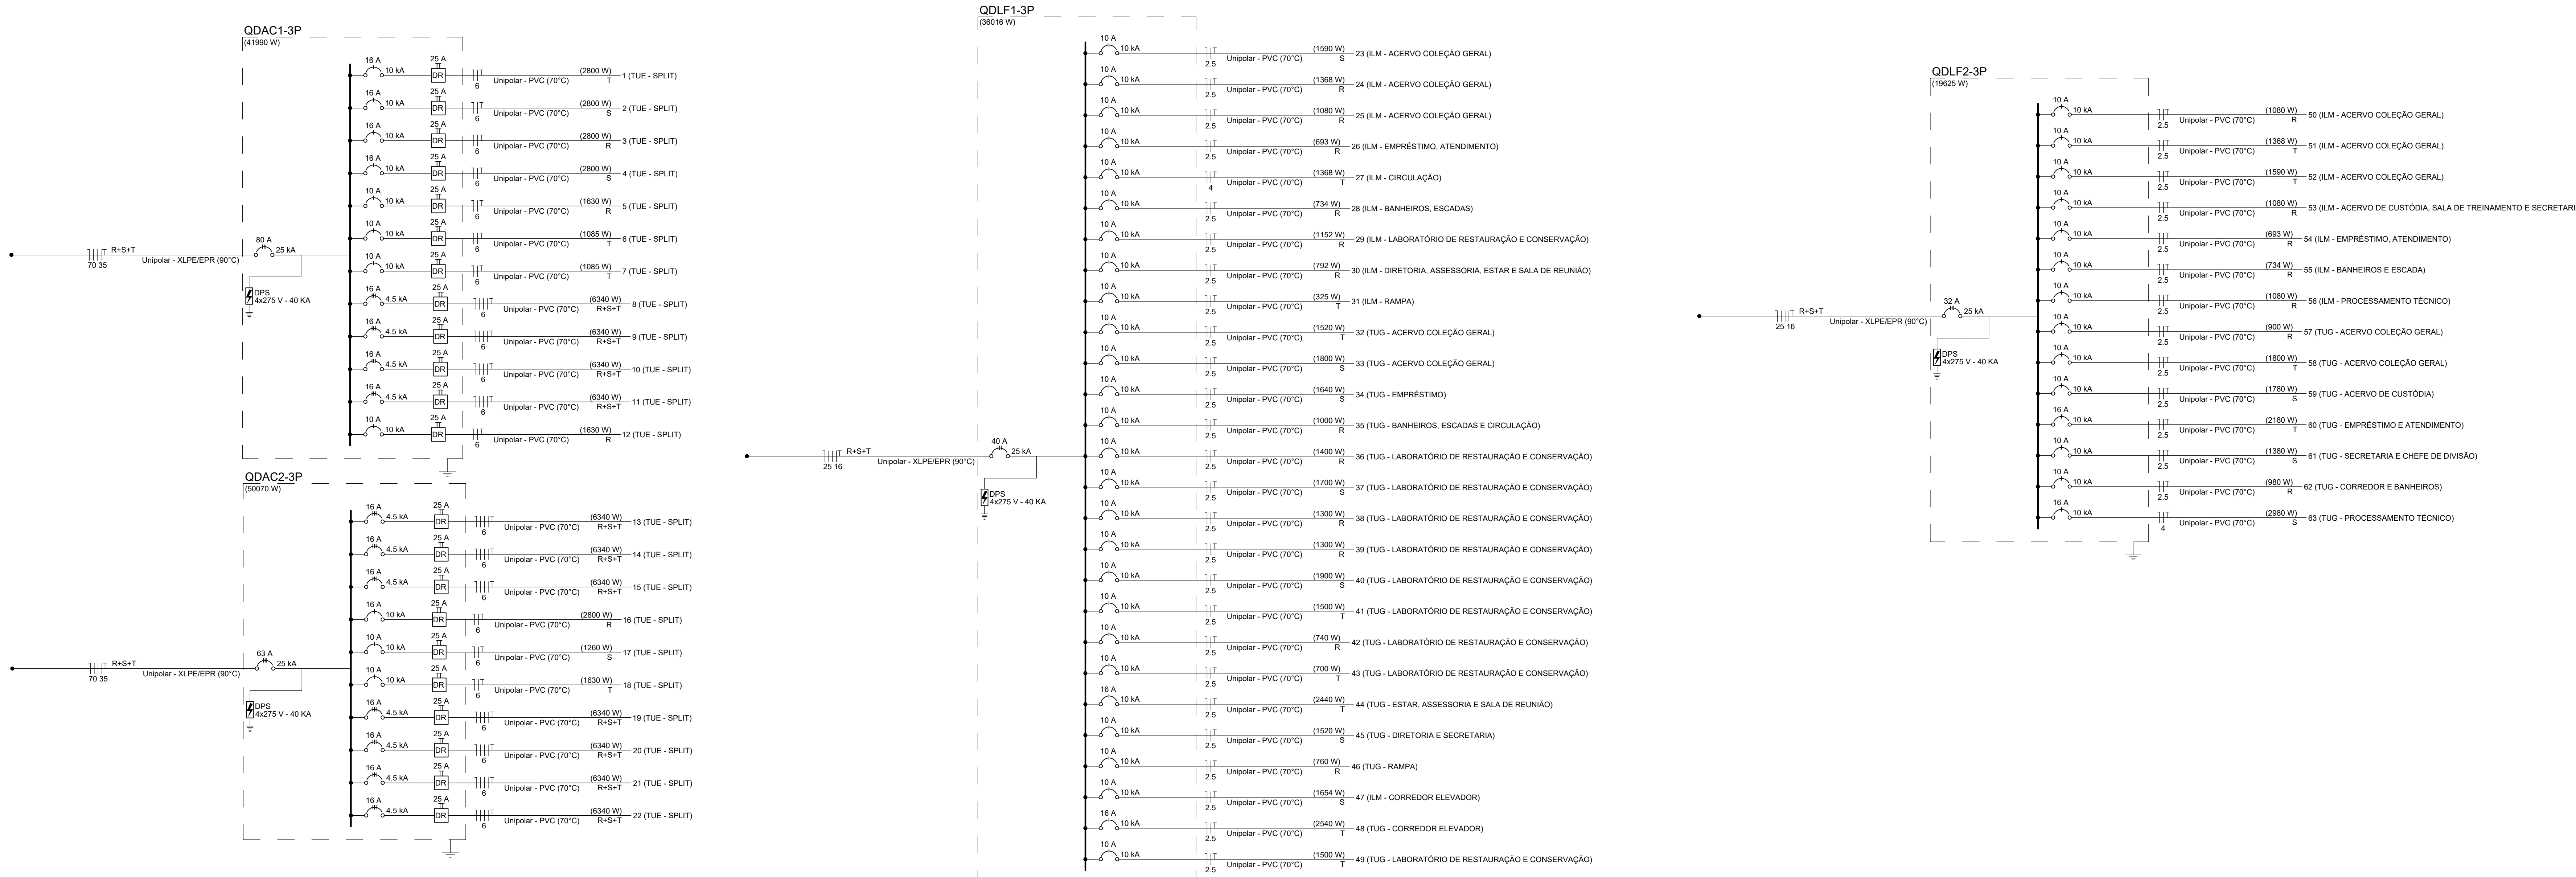 QDAC1-3P
(41990 W)
R+S+T
70 35
Unipolar - XLPE/EPR (90°C)
80 A
25 kA
DPS
4x275 V - 40 KA
16 A 10 kA 25 A DR 6 Unipolar - PVC (70°C) (2800 W) T 1 (TUE - SPLIT)
16 A 10 kA 25 A DR 6 Unipolar - PVC (70°C) (2800 W) S 2 (TUE - SPLIT)
16 A 10 kA 25 A DR 6 Unipolar - PVC (70°C) (2800 W) R 3 (TUE - SPLIT)
16 A 10 kA 25 A DR 6 Unipolar - PVC (70°C) (2800 W) S 4 (TUE - SPLIT)
10 A 10 kA 25 A DR 6 Unipolar - PVC (70°C) (1630 W) R 5 (TUE - SPLIT)
10 A 10 kA 25 A DR 6 Unipolar - PVC (70°C) (1085 W) T 6 (TUE - SPLIT)
10 A 10 kA 25 A DR 6 Unipolar - PVC (70°C) (1085 W) T 7 (TUE - SPLIT)
16 A 4.5 kA 25 A DR 6 Unipolar - PVC (70°C) (6340 W) R+S+T 8 (TUE - SPLIT)
16 A 4.5 kA 25 A DR 6 Unipolar - PVC (70°C) (6340 W) R+S+T 9 (TUE - SPLIT)
16 A 4.5 kA 25 A DR 6 Unipolar - PVC (70°C) (6340 W) R+S+T 10 (TUE - SPLIT)
16 A 4.5 kA 25 A DR 6 Unipolar - PVC (70°C) (6340 W) R+S+T 11 (TUE - SPLIT)
10 A 10 kA 25 A DR 6 Unipolar - PVC (70°C) (1630 W) R 12 (TUE - SPLIT)
QDAC2-3P
(50070 W)
R+S+T
70 35
Unipolar - XLPE/EPR (90°C)
63 A
25 kA
DPS
4x275 V - 40 KA
16 A 4.5 kA 25 A DR 6 Unipolar - PVC (70°C) (6340 W) R+S+T 13 (TUE - SPLIT)
16 A 4.5 kA 25 A DR 6 Unipolar - PVC (70°C) (6340 W) R+S+T 14 (TUE - SPLIT)
16 A 4.5 kA 25 A DR 6 Unipolar - PVC (70°C) (6340 W) R+S+T 15 (TUE - SPLIT)
16 A 10 kA 25 A DR 6 Unipolar - PVC (70°C) (2800 W) R 16 (TUE - SPLIT)
10 A 10 kA 25 A DR 6 Unipolar - PVC (70°C) (1260 W) S 17 (TUE - SPLIT)
10 A 10 kA 25 A DR 6 Unipolar - PVC (70°C) (1630 W) T 18 (TUE - SPLIT)
16 A 4.5 kA 25 A DR 6 Unipolar - PVC (70°C) (6340 W) R+S+T 19 (TUE - SPLIT)
16 A 4.5 kA 25 A DR 6 Unipolar - PVC (70°C) (6340 W) R+S+T 20 (TUE - SPLIT)
16 A 4.5 kA 25 A DR 6 Unipolar - PVC (70°C) (6340 W) R+S+T 21 (TUE - SPLIT)
16 A 4.5 kA 25 A DR 6 Unipolar - PVC (70°C) (6340 W) R+S+T 22 (TUE - SPLIT)
QDLF1-3P
(36016 W)
R+S+T
25 16
Unipolar - XLPE/EPR (90°C)
40 A
25 kA
DPS
4x275 V - 40 KA
10 A 10 kA 2.5 Unipolar - PVC (70°C) (1590 W) S 23 (ILM - ACERVO COLEÇÃO GERAL)
10 A 10 kA 2.5 Unipolar - PVC (70°C) (1368 W) R 24 (ILM - ACERVO COLEÇÃO GERAL)
10 A 10 kA 2.5 Unipolar - PVC (70°C) (1080 W) R 25 (ILM - ACERVO COLEÇÃO GERAL)
10 A 10 kA 2.5 Unipolar - PVC (70°C) (693 W) R 26 (ILM - EMPRÉSTIMO, ATENDIMENTO)
10 A 10 kA 4 Unipolar - PVC (70°C) (1368 W) T 27 (ILM - CIRCULAÇÃO)
10 A 10 kA 2.5 Unipolar - PVC (70°C) (734 W) R 28 (ILM - BANHEIROS, ESCADAS)
10 A 10 kA 2.5 Unipolar - PVC (70°C) (1152 W) R 29 (ILM - LABORATÓRIO DE RESTAURAÇÃO E CONSERVAÇÃO)
10 A 10 kA 2.5 Unipolar - PVC (70°C) (792 W) R 30 (ILM - DIRETORIA, ASSESSORIA, ESTAR E SALA DE REUNIÃO)
10 A 10 kA 2.5 Unipolar - PVC (70°C) (325 W) T 31 (ILM - RAMPA)
10 A 10 kA 2.5 Unipolar - PVC (70°C) (1520 W) T 32 (TUG - ACERVO COLEÇÃO GERAL)
10 A 10 kA 2.5 Unipolar - PVC (70°C) (1800 W) S 33 (TUG - ACERVO COLEÇÃO GERAL)
10 A 10 kA 2.5 Unipolar - PVC (70°C) (1640 W) S 34 (TUG - EMPRÉSTIMO)
10 A 10 kA 2.5 Unipolar - PVC (70°C) (1000 W) R 35 (TUG - BANHEIROS, ESCADAS E CIRCULAÇÃO)
10 A 10 kA 2.5 Unipolar - PVC (70°C) (1400 W) R 36 (TUG - LABORATÓRIO DE RESTAURAÇÃO E CONSERVAÇÃO)
10 A 10 kA 2.5 Unipolar - PVC (70°C) (1700 W) S 37 (TUG - LABORATÓRIO DE RESTAURAÇÃO E CONSERVAÇÃO)
10 A 10 kA 2.5 Unipolar - PVC (70°C) (1300 W) R 38 (TUG - LABORATÓRIO DE RESTAURAÇÃO E CONSERVAÇÃO)
10 A 10 kA 2.5 Unipolar - PVC (70°C) (1300 W) R 39 (TUG - LABORATÓRIO DE RESTAURAÇÃO E CONSERVAÇÃO)
10 A 10 kA 2.5 Unipolar - PVC (70°C) (1900 W) S 40 (TUG - LABORATÓRIO DE RESTAURAÇÃO E CONSERVAÇÃO)
10 A 10 kA 2.5 Unipolar - PVC (70°C) (1500 W) T 41 (TUG - LABORATÓRIO DE RESTAURAÇÃO E CONSERVAÇÃO)
10 A 10 kA 2.5 Unipolar - PVC (70°C) (740 W) R 42 (TUG - LABORATÓRIO DE RESTAURAÇÃO E CONSERVAÇÃO)
10 A 10 kA 2.5 Unipolar - PVC (70°C) (700 W) T 43 (TUG - LABORATÓRIO DE RESTAURAÇÃO E CONSERVAÇÃO)
16 A 10 kA 2.5 Unipolar - PVC (70°C) (2440 W) T 44 (TUG - ESTAR, ASSESSORIA E SALA DE REUNIÃO)
10 A 10 kA 2.5 Unipolar - PVC (70°C) (1520 W) S 45 (TUG - DIRETORIA E SECRETARIA)
10 A 10 kA 2.5 Unipolar - PVC (70°C) (760 W) R 46 (TUG - RAMPA)
10 A 10 kA 2.5 Unipolar - PVC (70°C) (1654 W) S 47 (ILM - CORREDOR ELEVADOR)
16 A 10 kA 2.5 Unipolar - PVC (70°C) (2540 W) T 48 (TUG - CORREDOR ELEVADOR)
10 A 10 kA 2.5 Unipolar - PVC (70°C) (1500 W) T 49 (TUG - LABORATÓRIO DE RESTAURAÇÃO E CONSERVAÇÃO)
QDLF2-3P
(19625 W)
R+S+T
25 16
Unipolar - XLPE/EPR (90°C)
32 A
25 kA
DPS
4x275 V - 40 KA
10 A 10 kA 2.5 Unipolar - PVC (70°C) (1080 W) R 50 (ILM - ACERVO COLEÇÃO GERAL)
10 A 10 kA 2.5 Unipolar - PVC (70°C) (1368 W) T 51 (ILM - ACERVO COLEÇÃO GERAL)
10 A 10 kA 2.5 Unipolar - PVC (70°C) (1590 W) T 52 (ILM - ACERVO COLEÇÃO GERAL)
10 A 10 kA 2.5 Unipolar - PVC (70°C) (1080 W) R 53 (ILM - ACERVO DE CUSTÓDIA, SALA DE TREINAMENTO E SECRETARI
10 A 10 kA 2.5 Unipolar - PVC (70°C) (693 W) R 54 (ILM - EMPRÉSTIMO, ATENDIMENTO)
10 A 10 kA 2.5 Unipolar - PVC (70°C) (734 W) R 55 (ILM - BANHEIROS E ESCADA)
10 A 10 kA 2.5 Unipolar - PVC (70°C) (1080 W) R 56 (ILM - PROCESSAMENTO TÉCNICO)
10 A 10 kA 2.5 Unipolar - PVC (70°C) (900 W) R 57 (TUG - ACERVO COLEÇÃO GERAL)
10 A 10 kA 2.5 Unipolar - PVC (70°C) (1800 W) T 58 (TUG - ACERVO COLEÇÃO GERAL)
10 A 10 kA 2.5 Unipolar - PVC (70°C) (1780 W) S 59 (TUG - ACERVO DE CUSTÓDIA)
16 A 10 kA 2.5 Unipolar - PVC (70°C) (2180 W) T 60 (TUG - EMPRÉSTIMO E ATENDIMENTO)
10 A 10 kA 2.5 Unipolar - PVC (70°C) (1380 W) S 61 (TUG - SECRETARIA E CHEFE DE DIVISÃO)
10 A 10 kA 2.5 Unipolar - PVC (70°C) (980 W) R 62 (TUG - CORREDOR E BANHEIROS)
16 A 10 kA 4 Unipolar - PVC (70°C) (2980 W) S 63 (TUG - PROCESSAMENTO TÉCNICO)